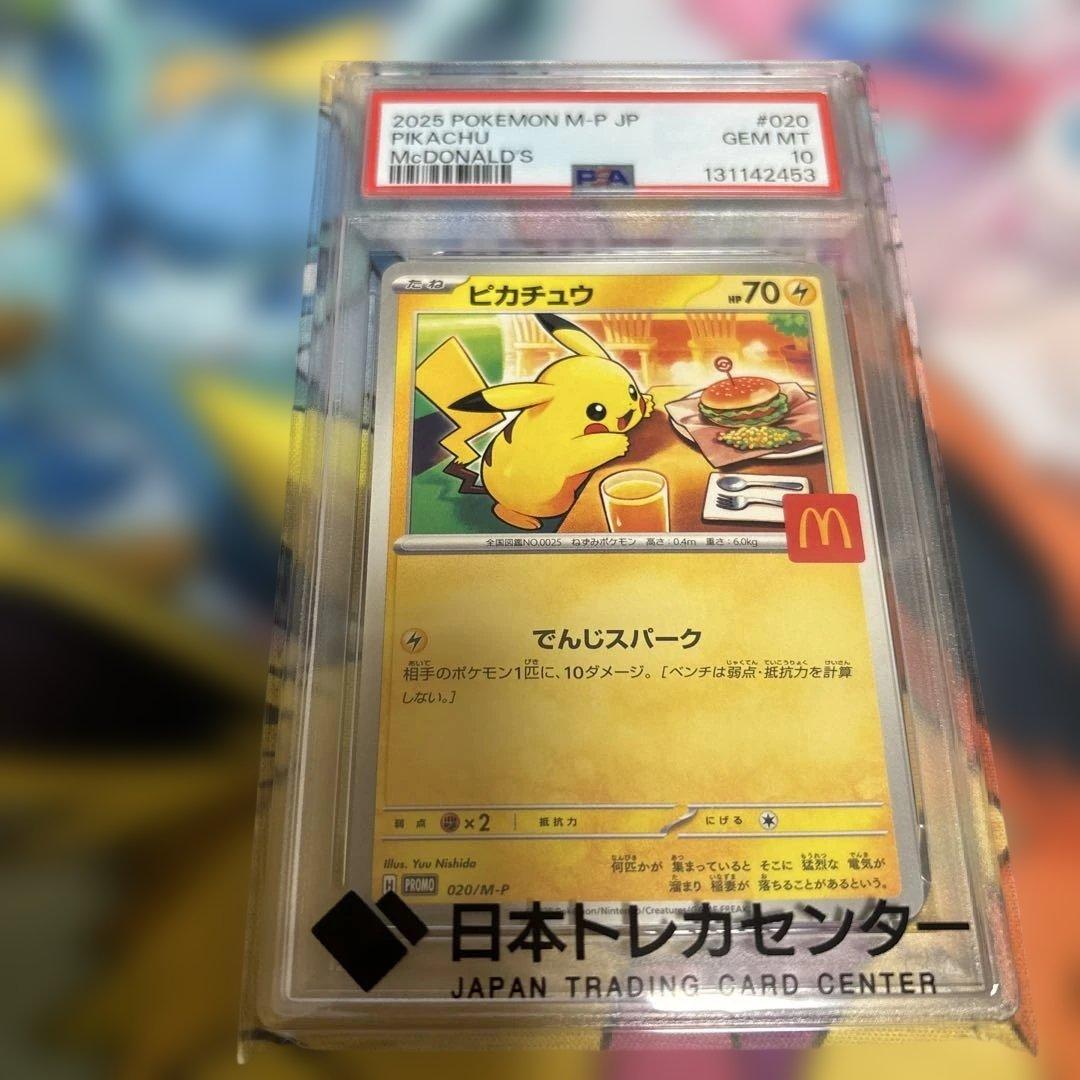 2025 POKEMON M-P JP #020
PIKACHU GEM MT
McDONALD'S 10
PSA 131142453
たね ピカチュウ HP70
全国図鑑NO.0025 ねずみポケモン 高さ：0.4m 重さ：6.0kg
でんじスパーク
相手のポケモン1匹に、10ダメージ。［ベンチは弱点・抵抗力を計算
しない。］
弱点 ×2 抵抗力 にげる
Illus. Yuu Nishida
何匹かが 集まっていると そこに 猛烈な 電気が
溜まり 稲妻が 落ちることがあるという。
H PROMO 020/M-P
Pokémon/Nintendo/Creatures/GAME FREAK
日本トレカセンター
JAPAN TRADING CARD CENTER